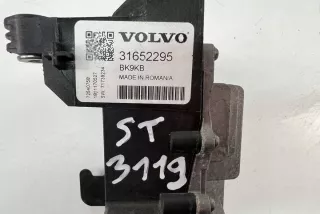 VOLVO
31652295
BK9KB
MADE IN ROMANIA
ST
3119